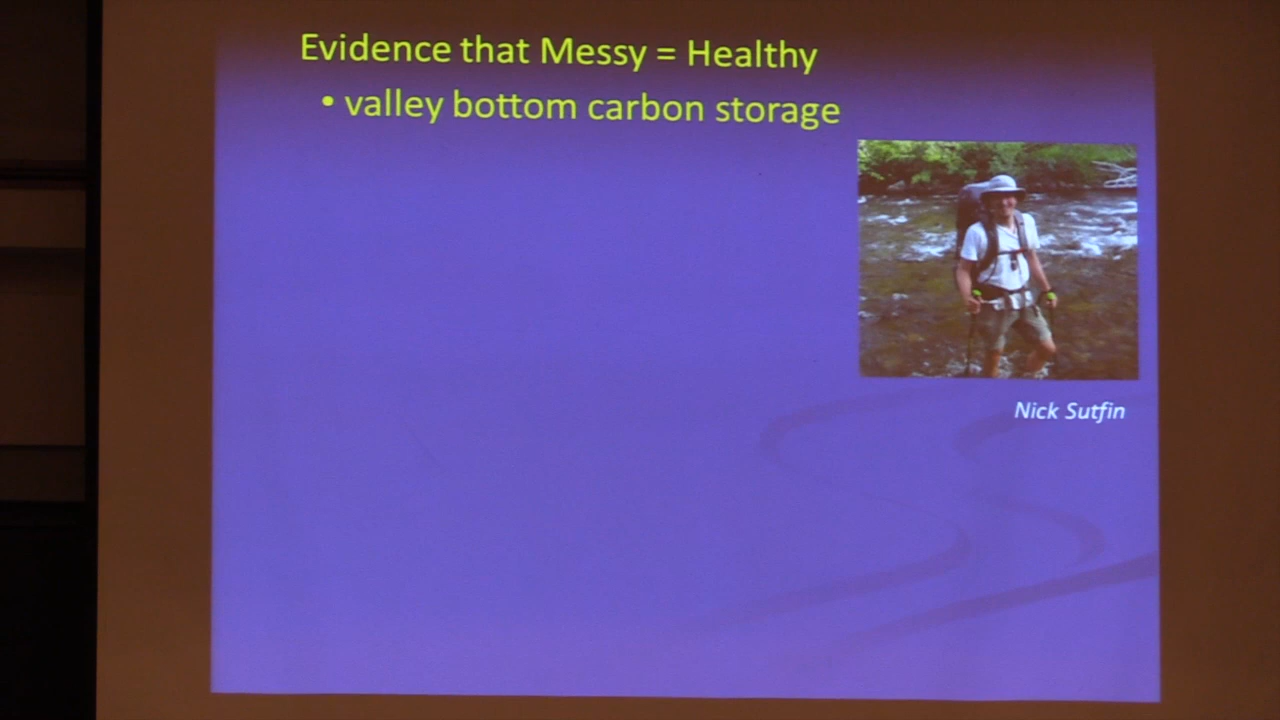 Evidence that Messy = Healthy
• valley bottom carbon storage
Nick Sutfin